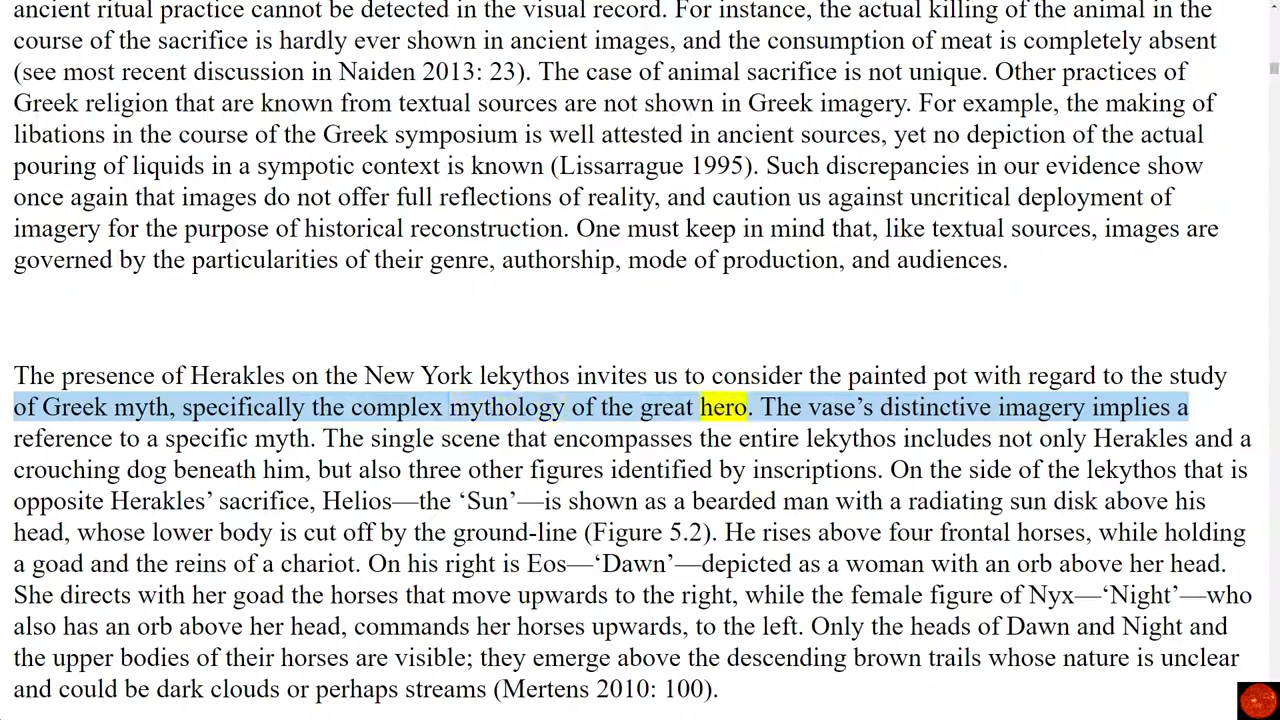 ancient ritual practice cannot be detected in the visual record. For instance, the actual killing of the animal in the
course of the sacrifice is hardly ever shown in ancient images, and the consumption of meat is completely absent
(see most recent discussion in Naiden 2013: 23). The case of animal sacrifice is not unique. Other practices of
Greek religion that are known from textual sources are not shown in Greek imagery. For example, the making of
libations in the course of the Greek symposium is well attested in ancient sources, yet no depiction of the actual
pouring of liquids in a sympotic context is known (Lissarrague 1995). Such discrepancies in our evidence show
once again that images do not offer full reflections of reality, and caution us against uncritical deployment of
imagery for the purpose of historical reconstruction. One must keep in mind that, like textual sources, images are
governed by the particularities of their genre, authorship, mode of production, and audiences.
The presence of Herakles on the New York lekythos invites us to consider the painted pot with regard to the study
of Greek myth, specifically the complex mythology of the great hero. The vase’s distinctive imagery implies a
reference to a specific myth. The single scene that encompasses the entire lekythos includes not only Herakles and a
crouching dog beneath him, but also three other figures identified by inscriptions. On the side of the lekythos that is
opposite Herakles’ sacrifice, Helios—the ‘Sun’—is shown as a bearded man with a radiating sun disk above his
head, whose lower body is cut off by the ground-line (Figure 5.2). He rises above four frontal horses, while holding
a goad and the reins of a chariot. On his right is Eos—‘Dawn’—depicted as a woman with an orb above her head.
She directs with her goad the horses that move upwards to the right, while the female figure of Nyx—‘Night’—who
also has an orb above her head, commands her horses upwards, to the left. Only the heads of Dawn and Night and
the upper bodies of their horses are visible; they emerge above the descending brown trails whose nature is unclear
and could be dark clouds or perhaps streams (Mertens 2010: 100).